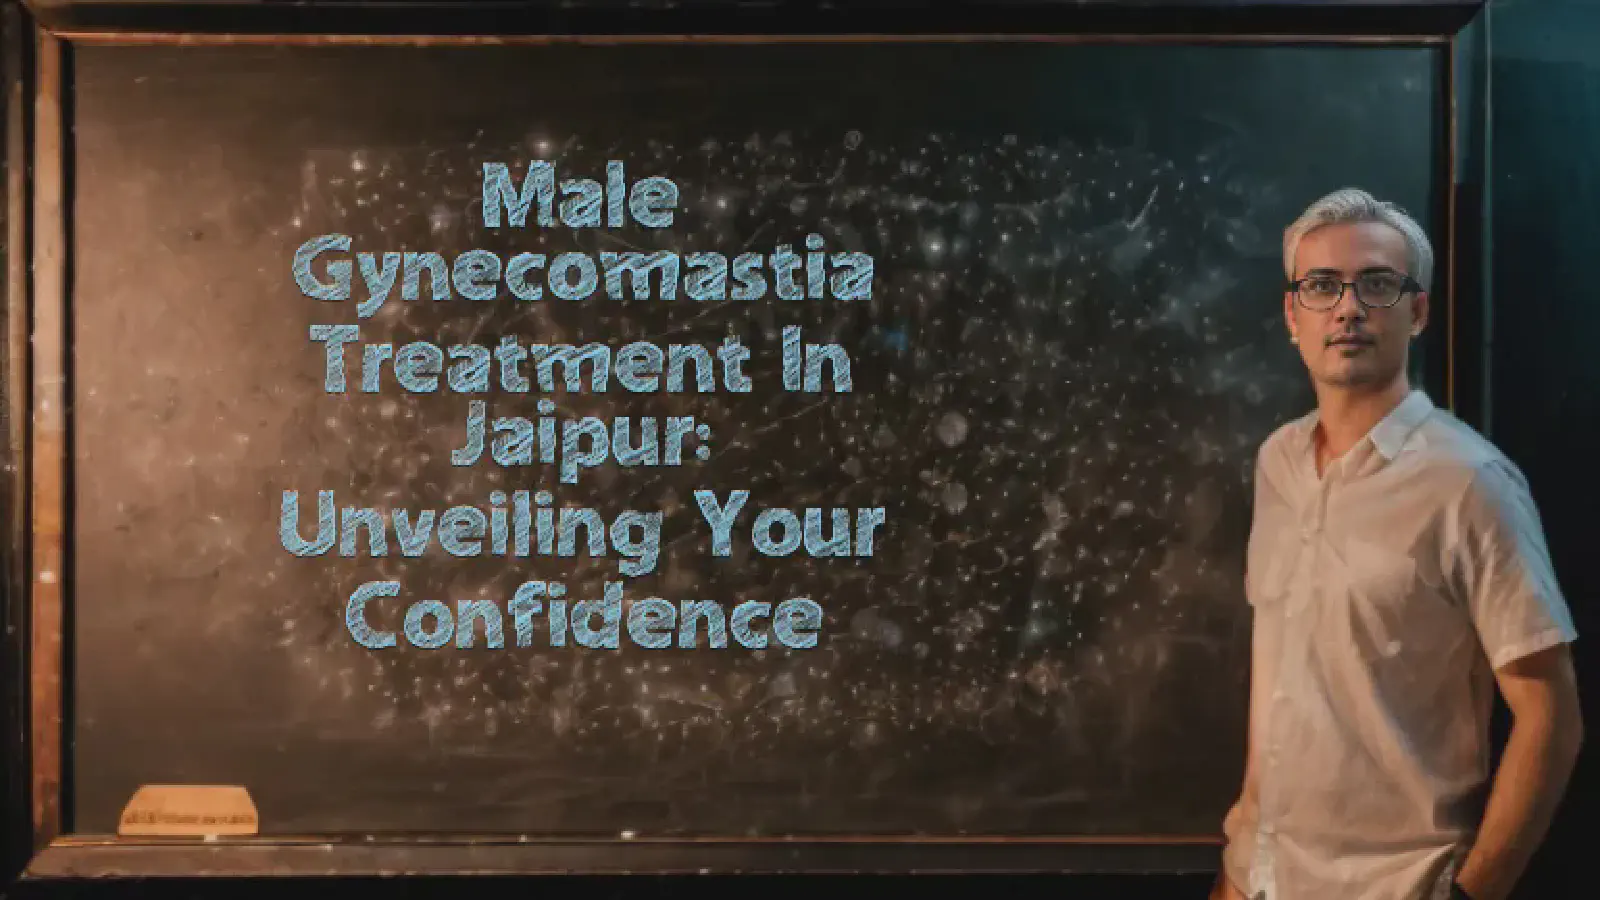 Male
Gynecomastia
Treatment In
Jaipur:
Unveiling Your
Confidence